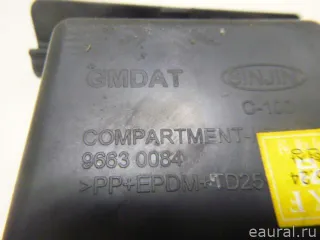 GMDAT SINJIN
COMPARTMENT-
9663 0084
>PP+EPDM-TD25
eaural.ru